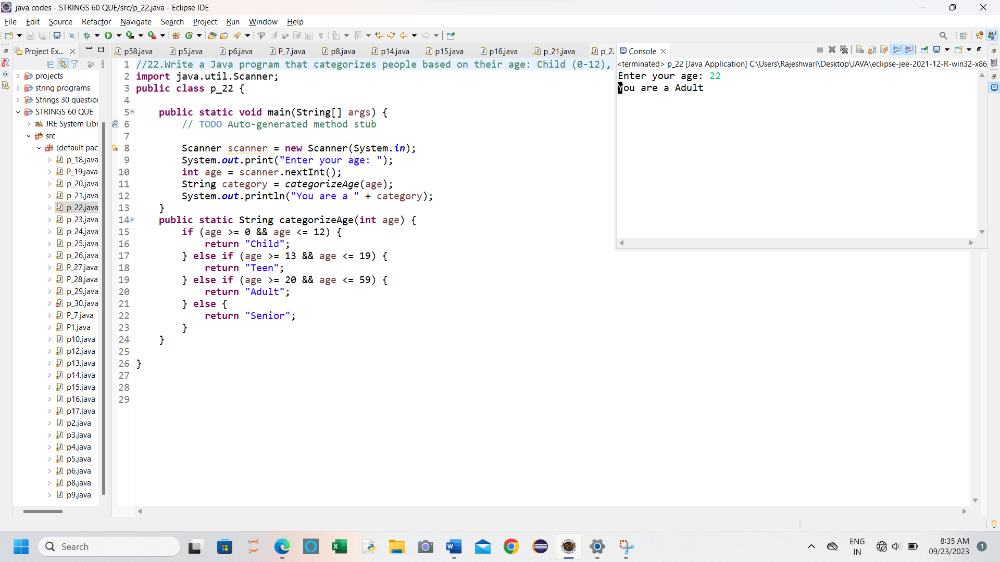 java codes - STRINGS 60 QUE/src/p_22.java - Eclipse IDE
File Edit Source Refactor Navigate Search Project Run Window Help
Project Ex...
p58.java p5.java p6.java P_7.java p8.java p14.java p15.java p16.java p_21.java p_22
Console
projects
string programs
Strings 30 question
STRINGS 60 QUE
JRE System Libr
src
(default pac
p_18.java
P_19.java
p_20.java
p_21.java
p_22.java
p_23.java
p_24.java
p_25.java
p_26.java
P_27.java
P_28.java
p_29.java
p_30.java
P_7.java
P1.java
p10.java
p12.java
p13.java
p14.java
p15.java
p16.java
p17.java
p2.java
p3.java
p4.java
p5.java
p6.java
p8.java
p9.java
1 //22.Write a Java program that categorizes people based on their age: Child (0-12),
2 import java.util.Scanner;
3 public class p_22 {
4
5 public static void main(String[] args) {
6 // TODO Auto-generated method stub
7
8 Scanner scanner = new Scanner(System.in);
9 System.out.print("Enter your age: ");
10 int age = scanner.nextInt();
11 String category = categorizeAge(age);
12 System.out.println("You are a " + category);
13 }
14 public static String categorizeAge(int age) {
15 if (age >= 0 && age <= 12) {
16 return "Child";
17 } else if (age >= 13 && age <= 19) {
18 return "Teen";
19 } else if (age >= 20 && age <= 59) {
20 return "Adult";
21 } else {
22 return "Senior";
23 }
24 }
25
26 }
27
28
29
<terminated> p_22 [Java Application] C:\Users\Rajeshwari\Desktop\JAVA\eclipse-jee-2021-12-R-win32-x86
Enter your age: 22
You are a Adult
Search
ENG
IN
8:35 AM
09/23/2023
1